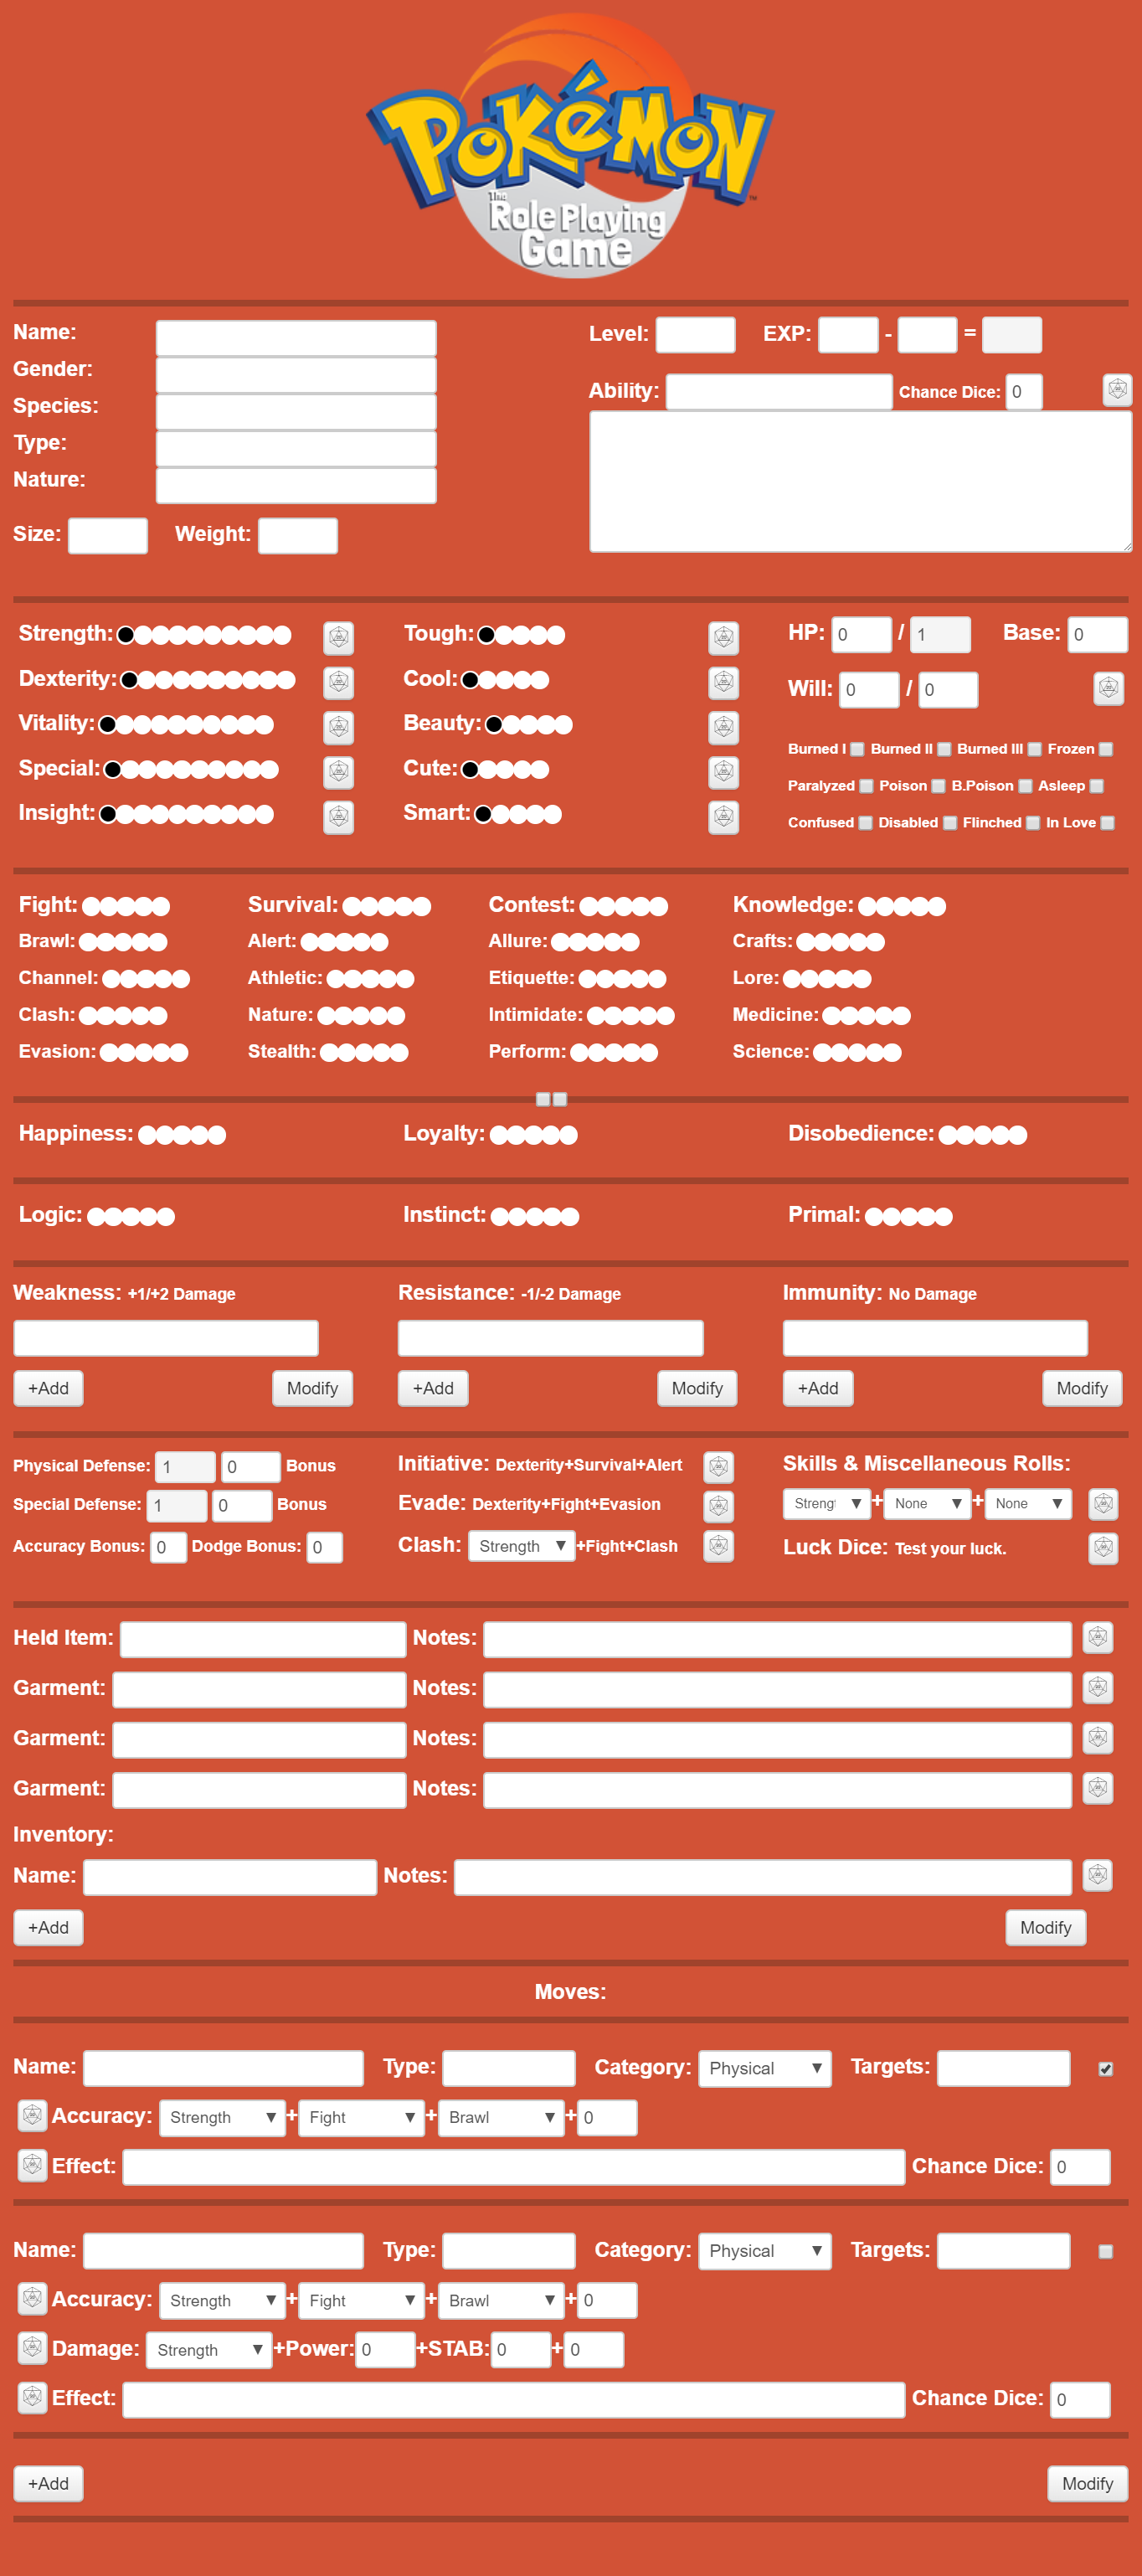 POKéMON
™
The
Role Playing
Game
Name:
Gender:
Species:
Type:
Nature:
Size: Weight:
Level: EXP: - =
Ability: Chance Dice: 0
Strength:
Dexterity:
Vitality:
Special:
Insight:
Tough:
Cool:
Beauty:
Cute:
Smart:
HP: 0 / 1 Base: 0
Will: 0 / 0
Burned I Burned II Burned III Frozen
Paralyzed Poison B.Poison Asleep
Confused Disabled Flinched In Love
Fight: Survival: Contest: Knowledge:
Brawl: Alert: Allure: Crafts:
Channel: Athletic: Etiquette: Lore:
Clash: Nature: Intimidate: Medicine:
Evasion: Stealth: Perform: Science:
Happiness: Loyalty: Disobedience:
Logic: Instinct: Primal:
Weakness: +1/+2 Damage Resistance: -1/-2 Damage Immunity: No Damage
+Add Modify +Add Modify +Add Modify
Physical Defense: 1 0 Bonus
Special Defense: 1 0 Bonus
Accuracy Bonus: 0 Dodge Bonus: 0
Initiative: Dexterity+Survival+Alert
Evade: Dexterity+Fight+Evasion
Clash: Strength ▼+Fight+Clash
Skills & Miscellaneous Rolls:
Streng ▼+None ▼+None ▼
Luck Dice: Test your luck.
Held Item: Notes:
Garment: Notes:
Garment: Notes:
Garment: Notes:
Inventory:
Name: Notes:
+Add Modify
Moves:
Name: Type: Category: Physical ▼ Targets:
Accuracy: Strength ▼+Fight ▼+Brawl ▼+0
Effect: Chance Dice: 0
Name: Type: Category: Physical ▼ Targets:
Accuracy: Strength ▼+Fight ▼+Brawl ▼+0
Damage: Strength ▼+Power:0 +STAB:0 +0
Effect: Chance Dice: 0
+Add Modify